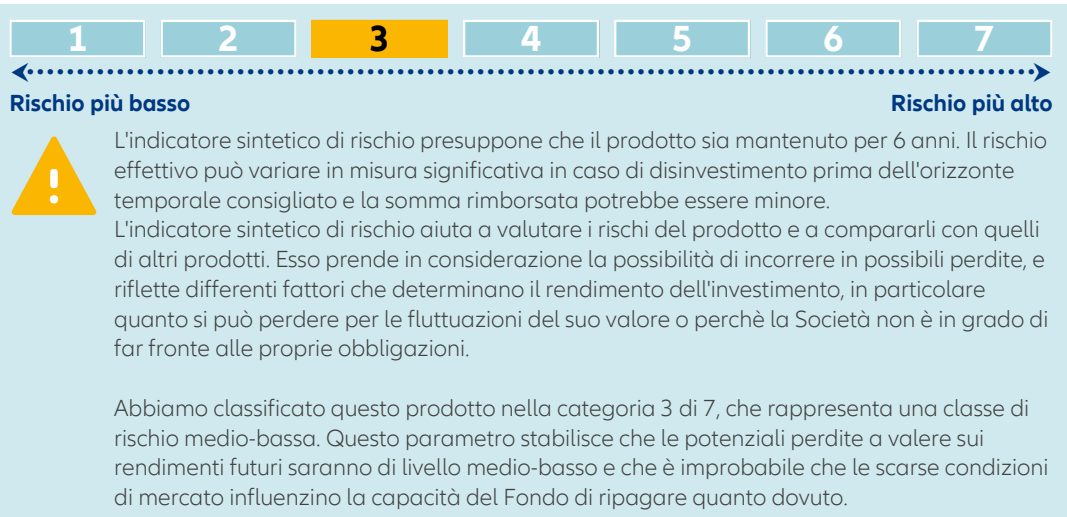 1 2 3 4 5 6 7
Rischio più basso Rischio più alto
L'indicatore sintetico di rischio presuppone che il prodotto sia mantenuto per 6 anni. Il rischio
effettivo può variare in misura significativa in caso di disinvestimento prima dell'orizzonte
temporale consigliato e la somma rimborsata potrebbe essere minore.
L'indicatore sintetico di rischio aiuta a valutare i rischi del prodotto e a compararli con quelli
di altri prodotti. Esso prende in considerazione la possibilità di incorrere in possibili perdite, e
riflette differenti fattori che determinano il rendimento dell'investimento, in particolare
quanto si può perdere per le fluttuazioni del suo valore o perchè la Società non è in grado di
far fronte alle proprie obbligazioni.
Abbiamo classificato questo prodotto nella categoria 3 di 7, che rappresenta una classe di
rischio medio-bassa. Questo parametro stabilisce che le potenziali perdite a valere sui
rendimenti futuri saranno di livello medio-basso e che è improbabile che le scarse condizioni
di mercato influenzino la capacità del Fondo di ripagare quanto dovuto.